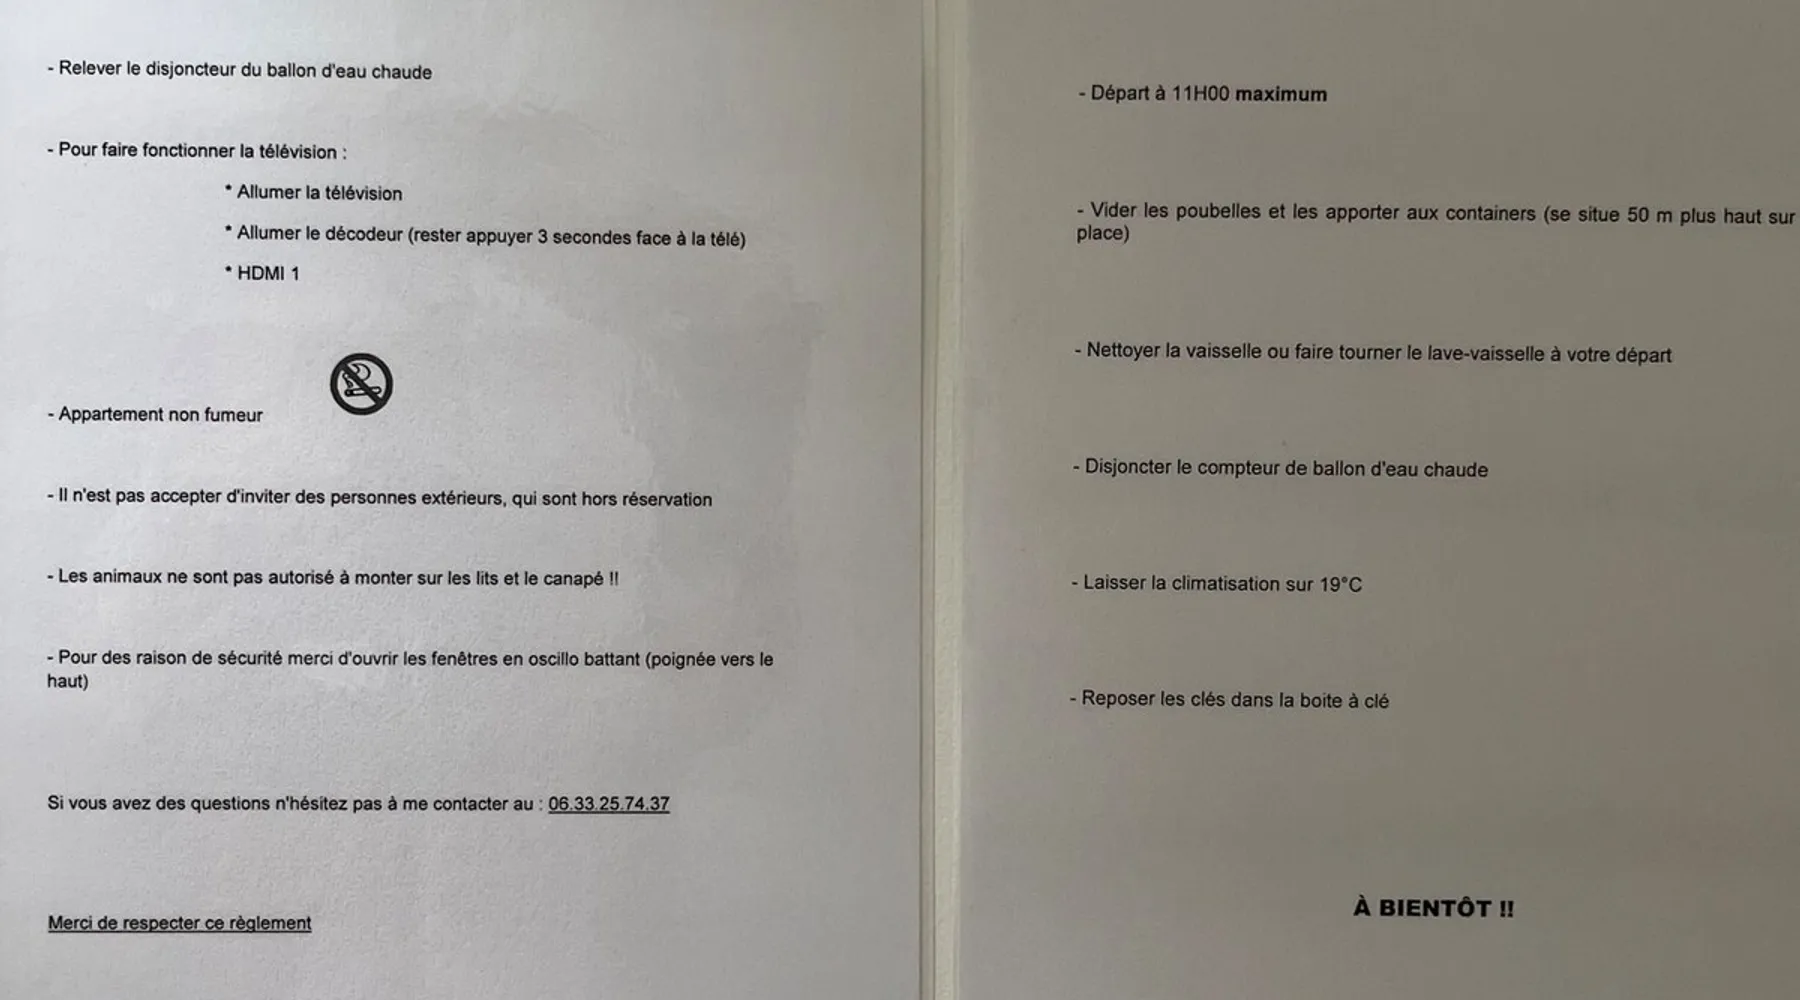 - Relever le disjoncteur du ballon d'eau chaude
- Pour faire fonctionner la télévision :
* Allumer la télévision
* Allumer le décodeur (rester appuyer 3 secondes face à la télé)
* HDMI 1
- Appartement non fumeur
- Il n'est pas accepter d'inviter des personnes extérieurs, qui sont hors réservation
- Les animaux ne sont pas autorisé à monter sur les lits et le canapé !!
- Pour des raison de sécurité merci d'ouvrir les fenêtres en oscillo battant (poignée vers le
haut)
Si vous avez des questions n'hésitez pas à me contacter au : 06.33.25.74.37
Merci de respecter ce règlement
- Départ à 11H00 maximum
- Vider les poubelles et les apporter aux containers (se situe 50 m plus haut sur
place)
- Nettoyer la vaisselle ou faire tourner le lave-vaisselle à votre départ
- Disjoncter le compteur de ballon d'eau chaude
- Laisser la climatisation sur 19°C
- Reposer les clés dans la boite à clé
À BIENTÔT !!